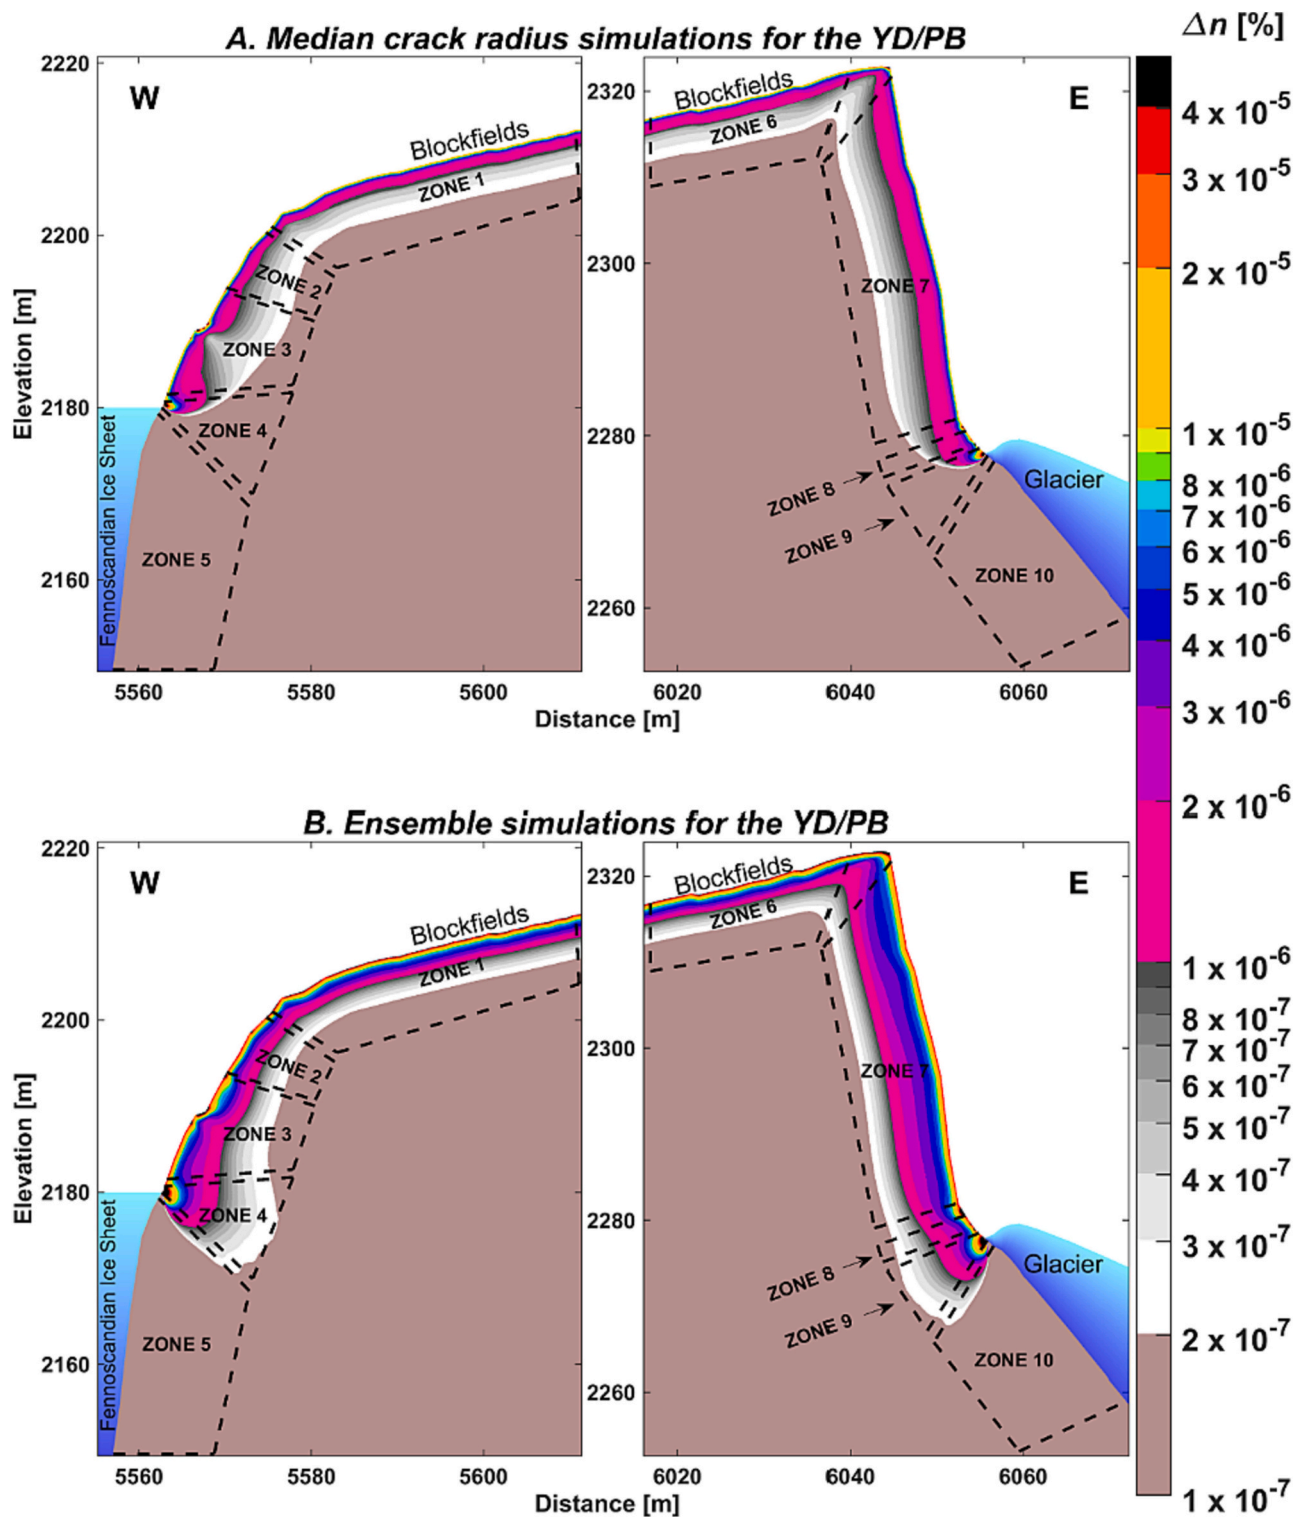 A. Median crack radius simulations for the YD/PB
Δn [%]
W
Blockfields
ZONE 1
ZONE 2
ZONE 3
ZONE 4
ZONE 5
Fennoscandian Ice Sheet
Elevation [m]
2220
2200
2180
2160
5560
5580
5600
E
Blockfields
ZONE 6
ZONE 7
ZONE 8
ZONE 9
ZONE 10
Glacier
2320
2300
2280
2260
6020
6040
6060
Distance [m]
B. Ensemble simulations for the YD/PB
W
Blockfields
ZONE 1
ZONE 2
ZONE 3
ZONE 4
ZONE 5
Fennoscandian Ice Sheet
Elevation [m]
2220
2200
2180
2160
5560
5580
5600
E
Blockfields
ZONE 6
ZONE 7
ZONE 8
ZONE 9
ZONE 10
Glacier
2320
2300
2280
2260
6020
6040
6060
Distance [m]
4 x 10⁻⁵
3 x 10⁻⁵
2 x 10⁻⁵
1 x 10⁻⁵
8 x 10⁻⁶
7 x 10⁻⁶
6 x 10⁻⁶
5 x 10⁻⁶
4 x 10⁻⁶
3 x 10⁻⁶
2 x 10⁻⁶
1 x 10⁻⁶
8 x 10⁻⁷
7 x 10⁻⁷
6 x 10⁻⁷
5 x 10⁻⁷
4 x 10⁻⁷
3 x 10⁻⁷
2 x 10⁻⁷
1 x 10⁻⁷